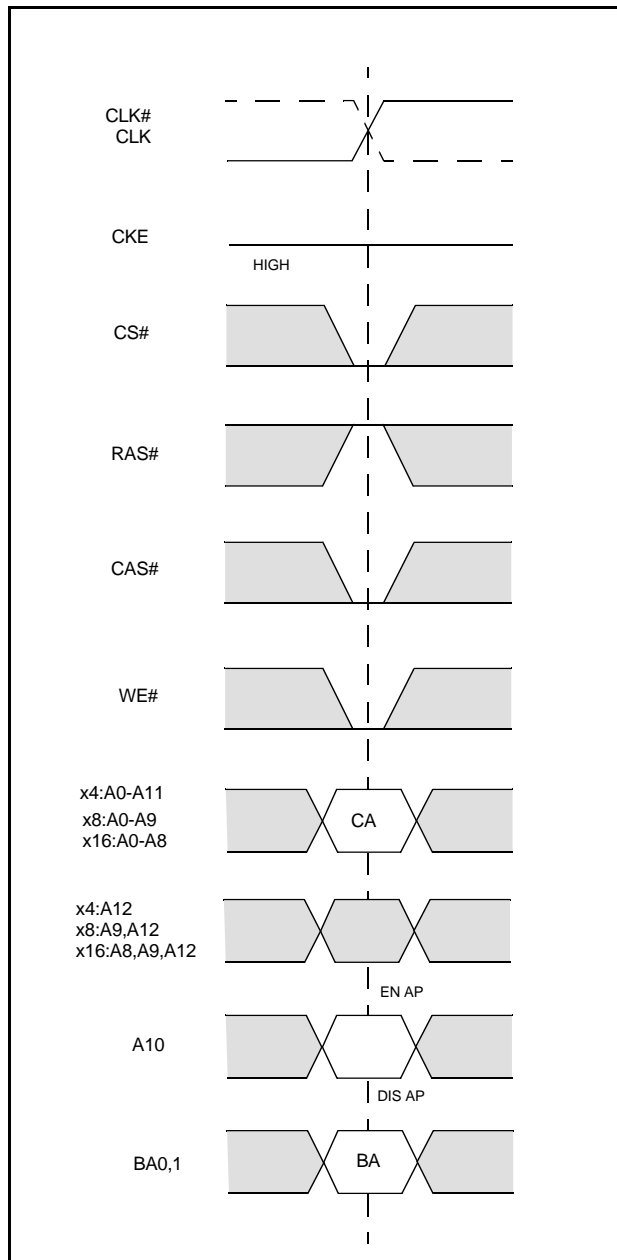 CLK#
CLK
CKE
HIGH
CS#
RAS#
CAS#
WE#
x4:A0-A11
x8:A0-A9
x16:A0-A8
CA
x4:A12
x8:A9,A12
x16:A8,A9,A12
EN AP
A10
DIS AP
BA0,1
BA